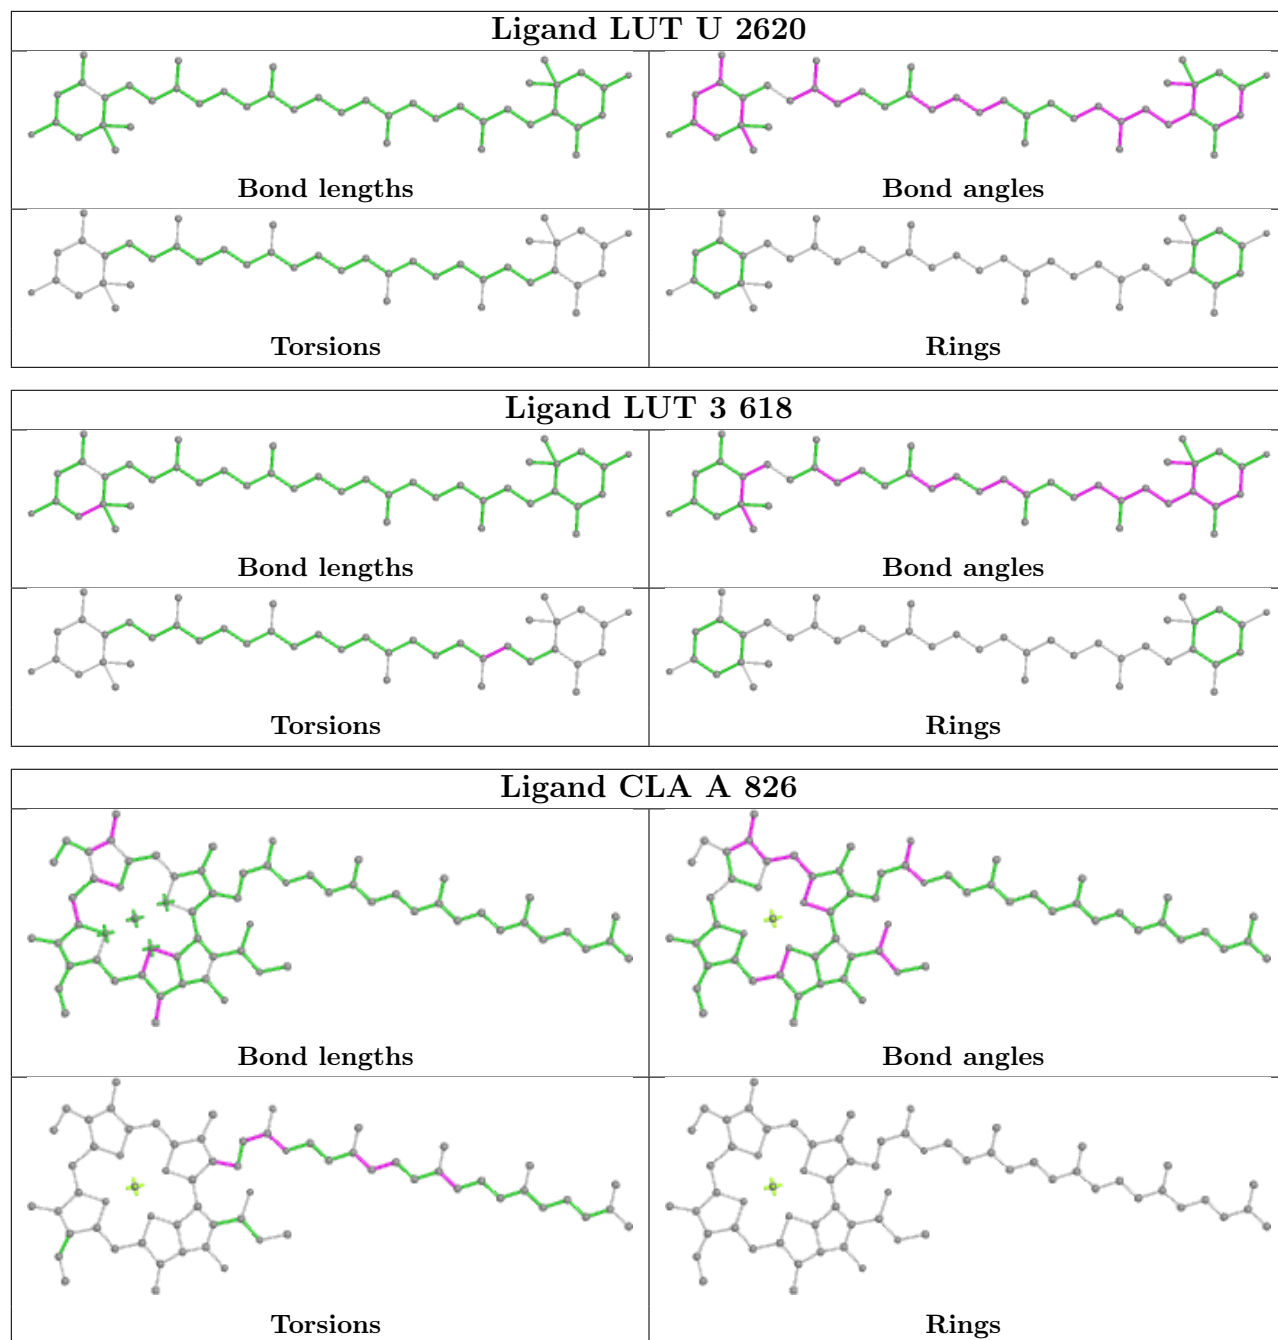 Ligand LUT U 2620
Bond lengths
Bond angles
Torsions
Rings
Ligand LUT 3 618
Bond lengths
Bond angles
Torsions
Rings
Ligand CLA A 826
Bond lengths
Bond angles
Torsions
Rings